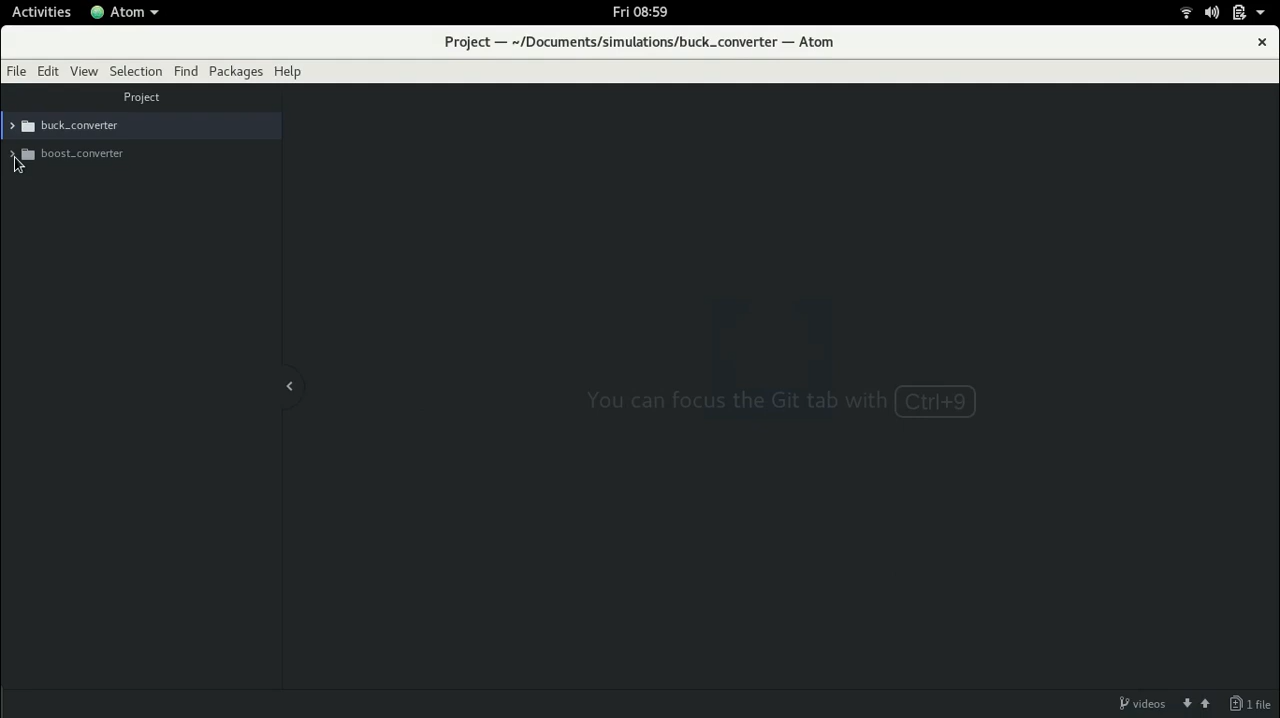 Activities Atom Fri 08:59
Project — ~/Documents/simulations/buck_converter — Atom
File Edit View Selection Find Packages Help
Project
buck_converter
boost_converter
You can focus the Git tab with Ctrl+9
videos 1 file